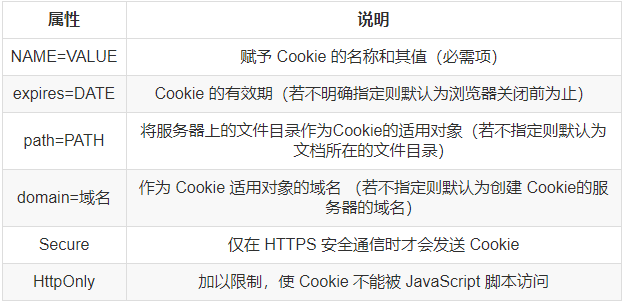 属性 说明
NAME=VALUE 赋予 Cookie 的名称和其值（必需项）
expires=DATE Cookie 的有效期（若不明确指定则默认为浏览器关闭前为止）
path=PATH 将服务器上的文件目录作为Cookie的适用对象（若不指定则默认为
文档所在的文件目录）
domain=域名 作为 Cookie 适用对象的域名 （若不指定则默认为创建 Cookie的服
务器的域名）
Secure 仅在 HTTPS 安全通信时才会发送 Cookie
HttpOnly 加以限制，使 Cookie 不能被 JavaScript 脚本访问